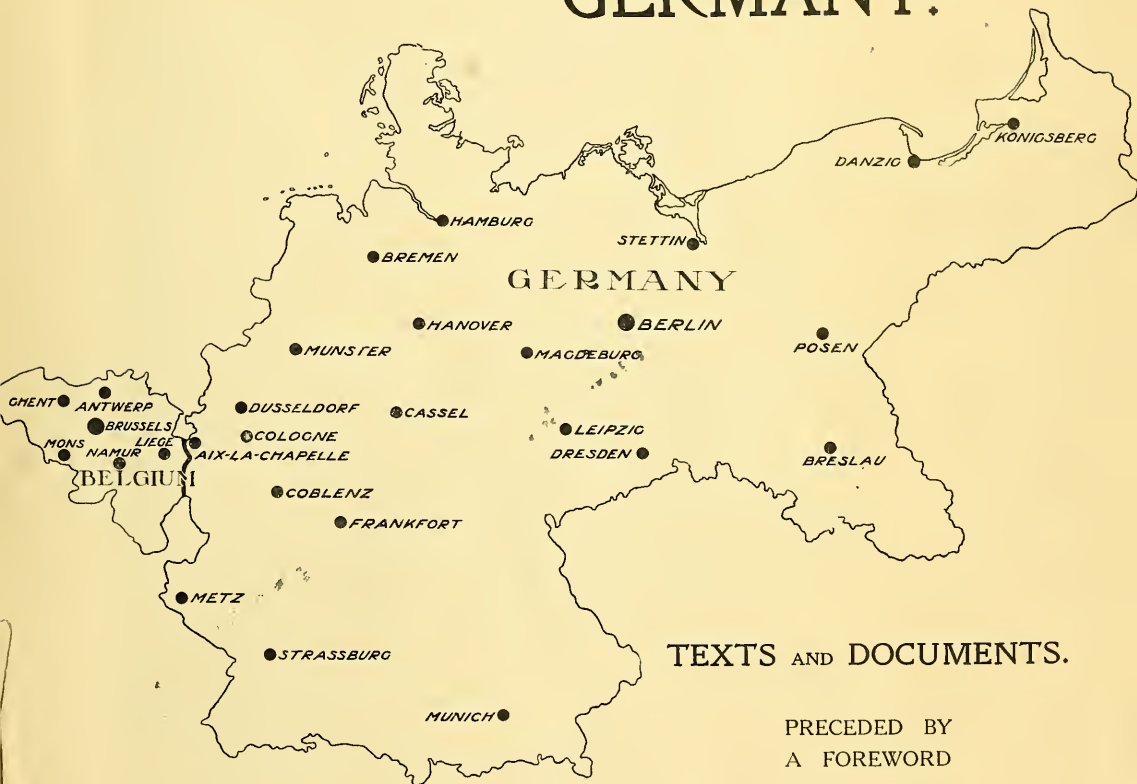 GERMANY.
KÖNIGSBERG
DANZIG
HAMBURG
STETTIN
BREMEN
GERMANY
HANOVER
BERLIN
MUNSTER
MAGDEBURG
POSEN
GHENT
ANTWERP
DUSSELDORF
CASSEL
BRUSSELS
COLOGNE
LEIPZIG
MONS
LIEGE
NAMUR
AIX-LA-CHAPELLE
DRESDEN
BRESLAU
BELGIUM
COBLENZ
FRANKFORT
METZ
STRASSBURG
TEXTS AND DOCUMENTS.
MUNICH
PRECEDED BY
A FOREWORD